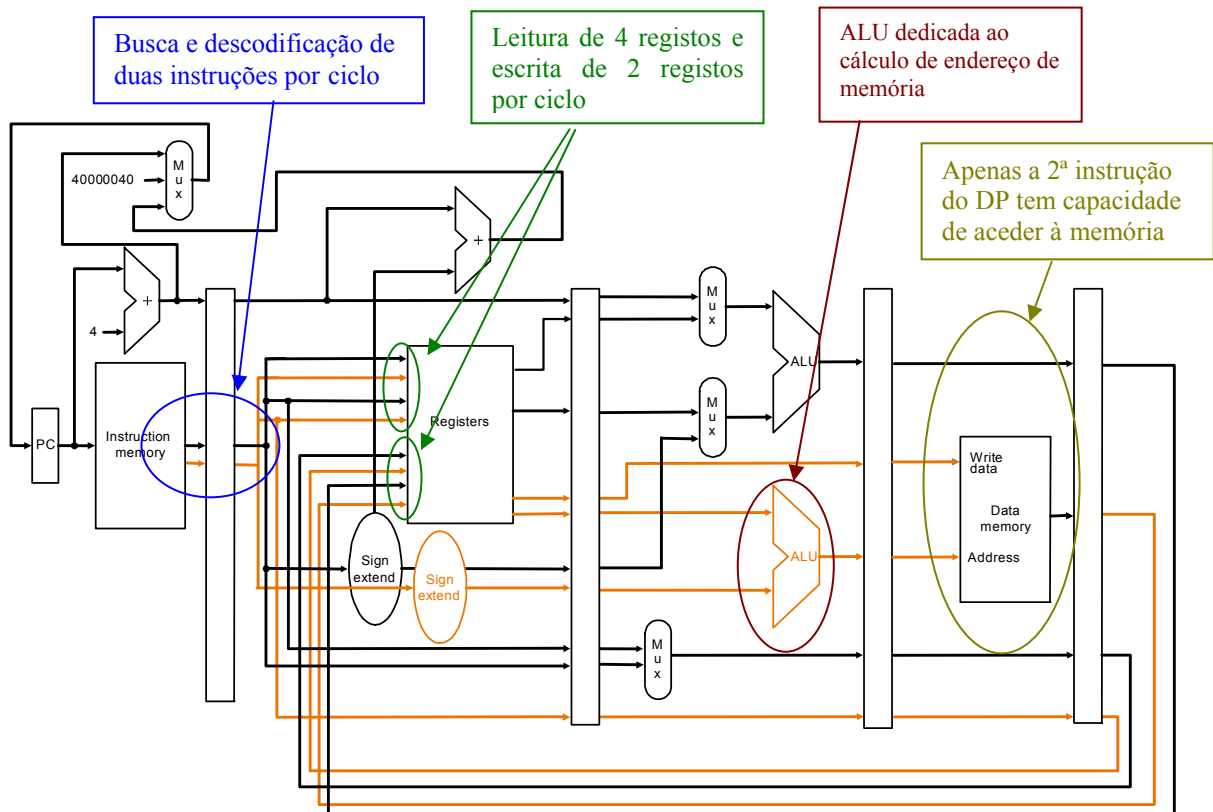 Busca e descodificação de
duas instruções por ciclo
Leitura de 4 registos e
escrita de 2 registos
por ciclo
ALU dedicada ao
cálculo de endereço de
memória
Apenas a 2ª instrução
do DP tem capacidade
de aceder à memória
40000040
M
u
x
+
4
+
PC
Instruction
memory
Registers
Sign
extend
Sign
extend
M
u
x
M
u
x
ALU
ALU
M
u
x
Write
data
Data
memory
Address